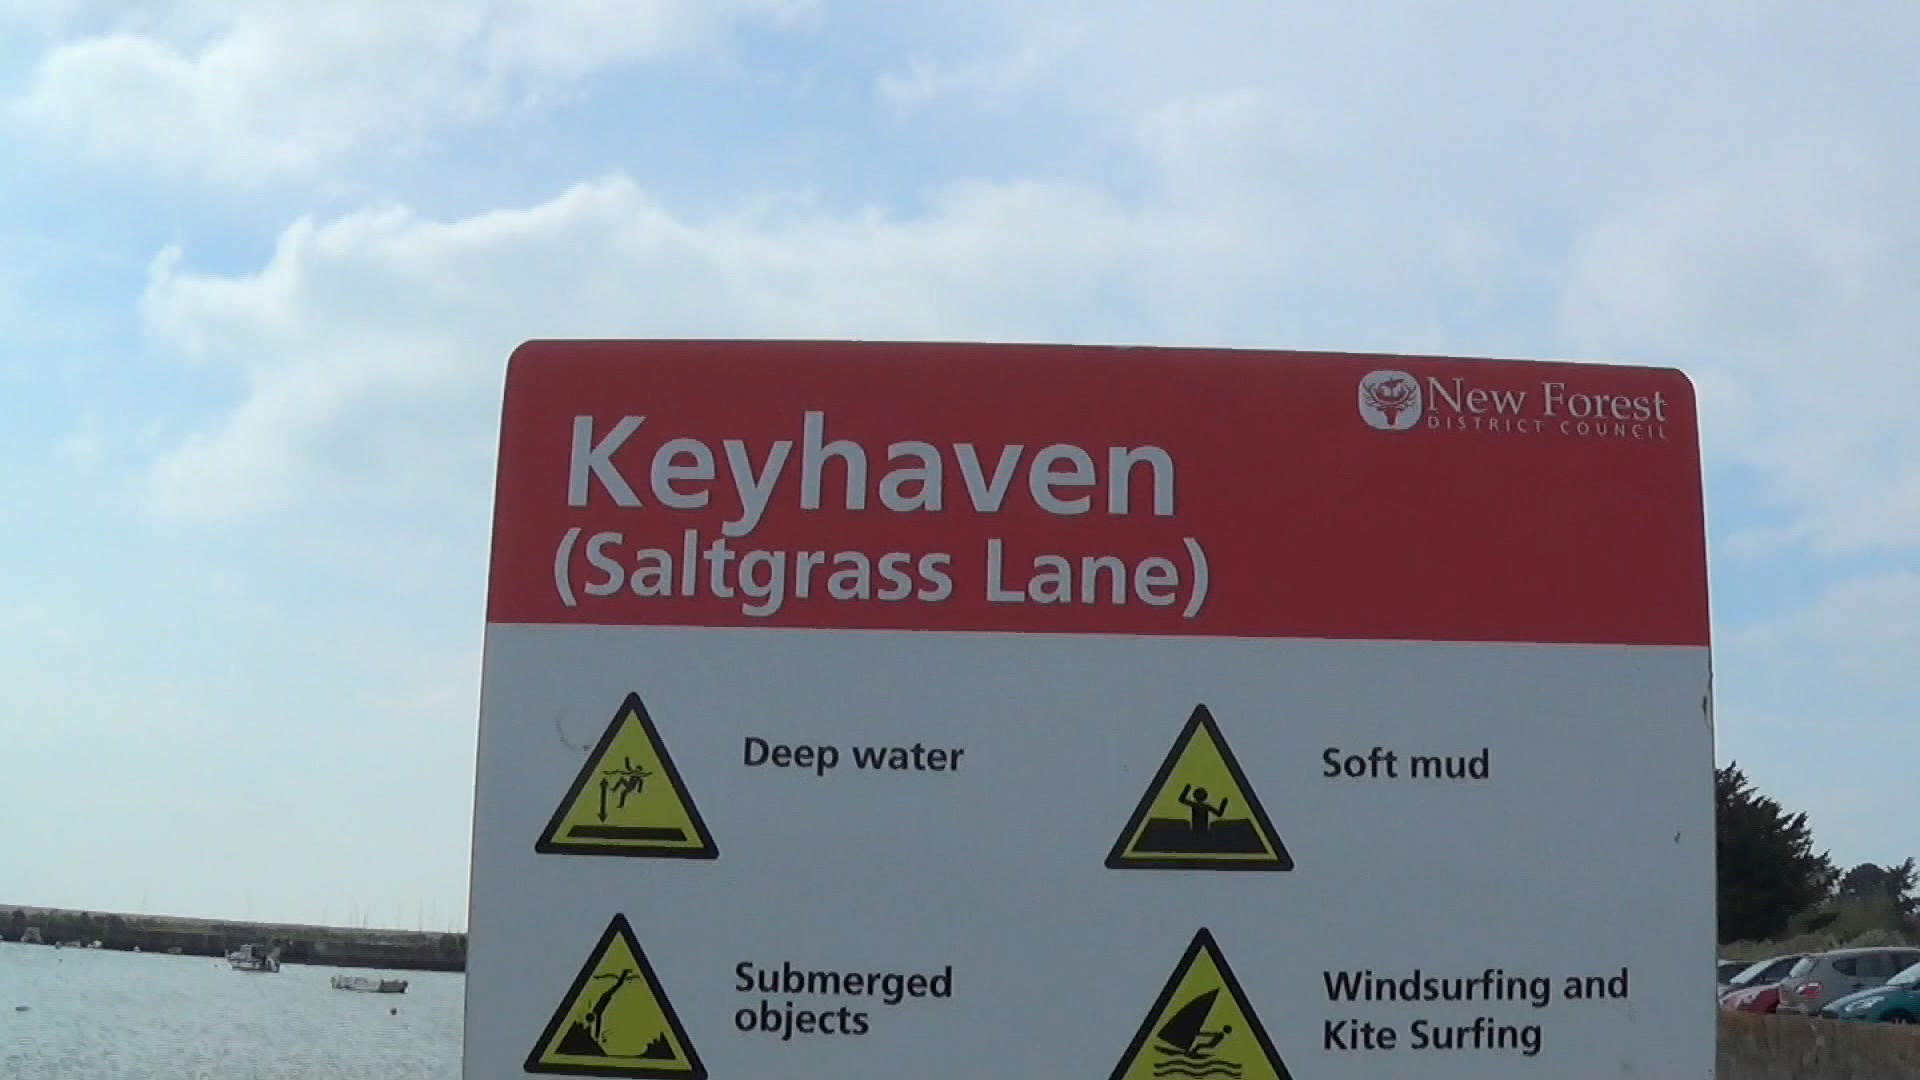 New Forest
DISTRICT COUNCIL
Keyhaven
(Saltgrass Lane)
Deep water
Soft mud
Submerged
objects
Windsurfing and
Kite Surfing